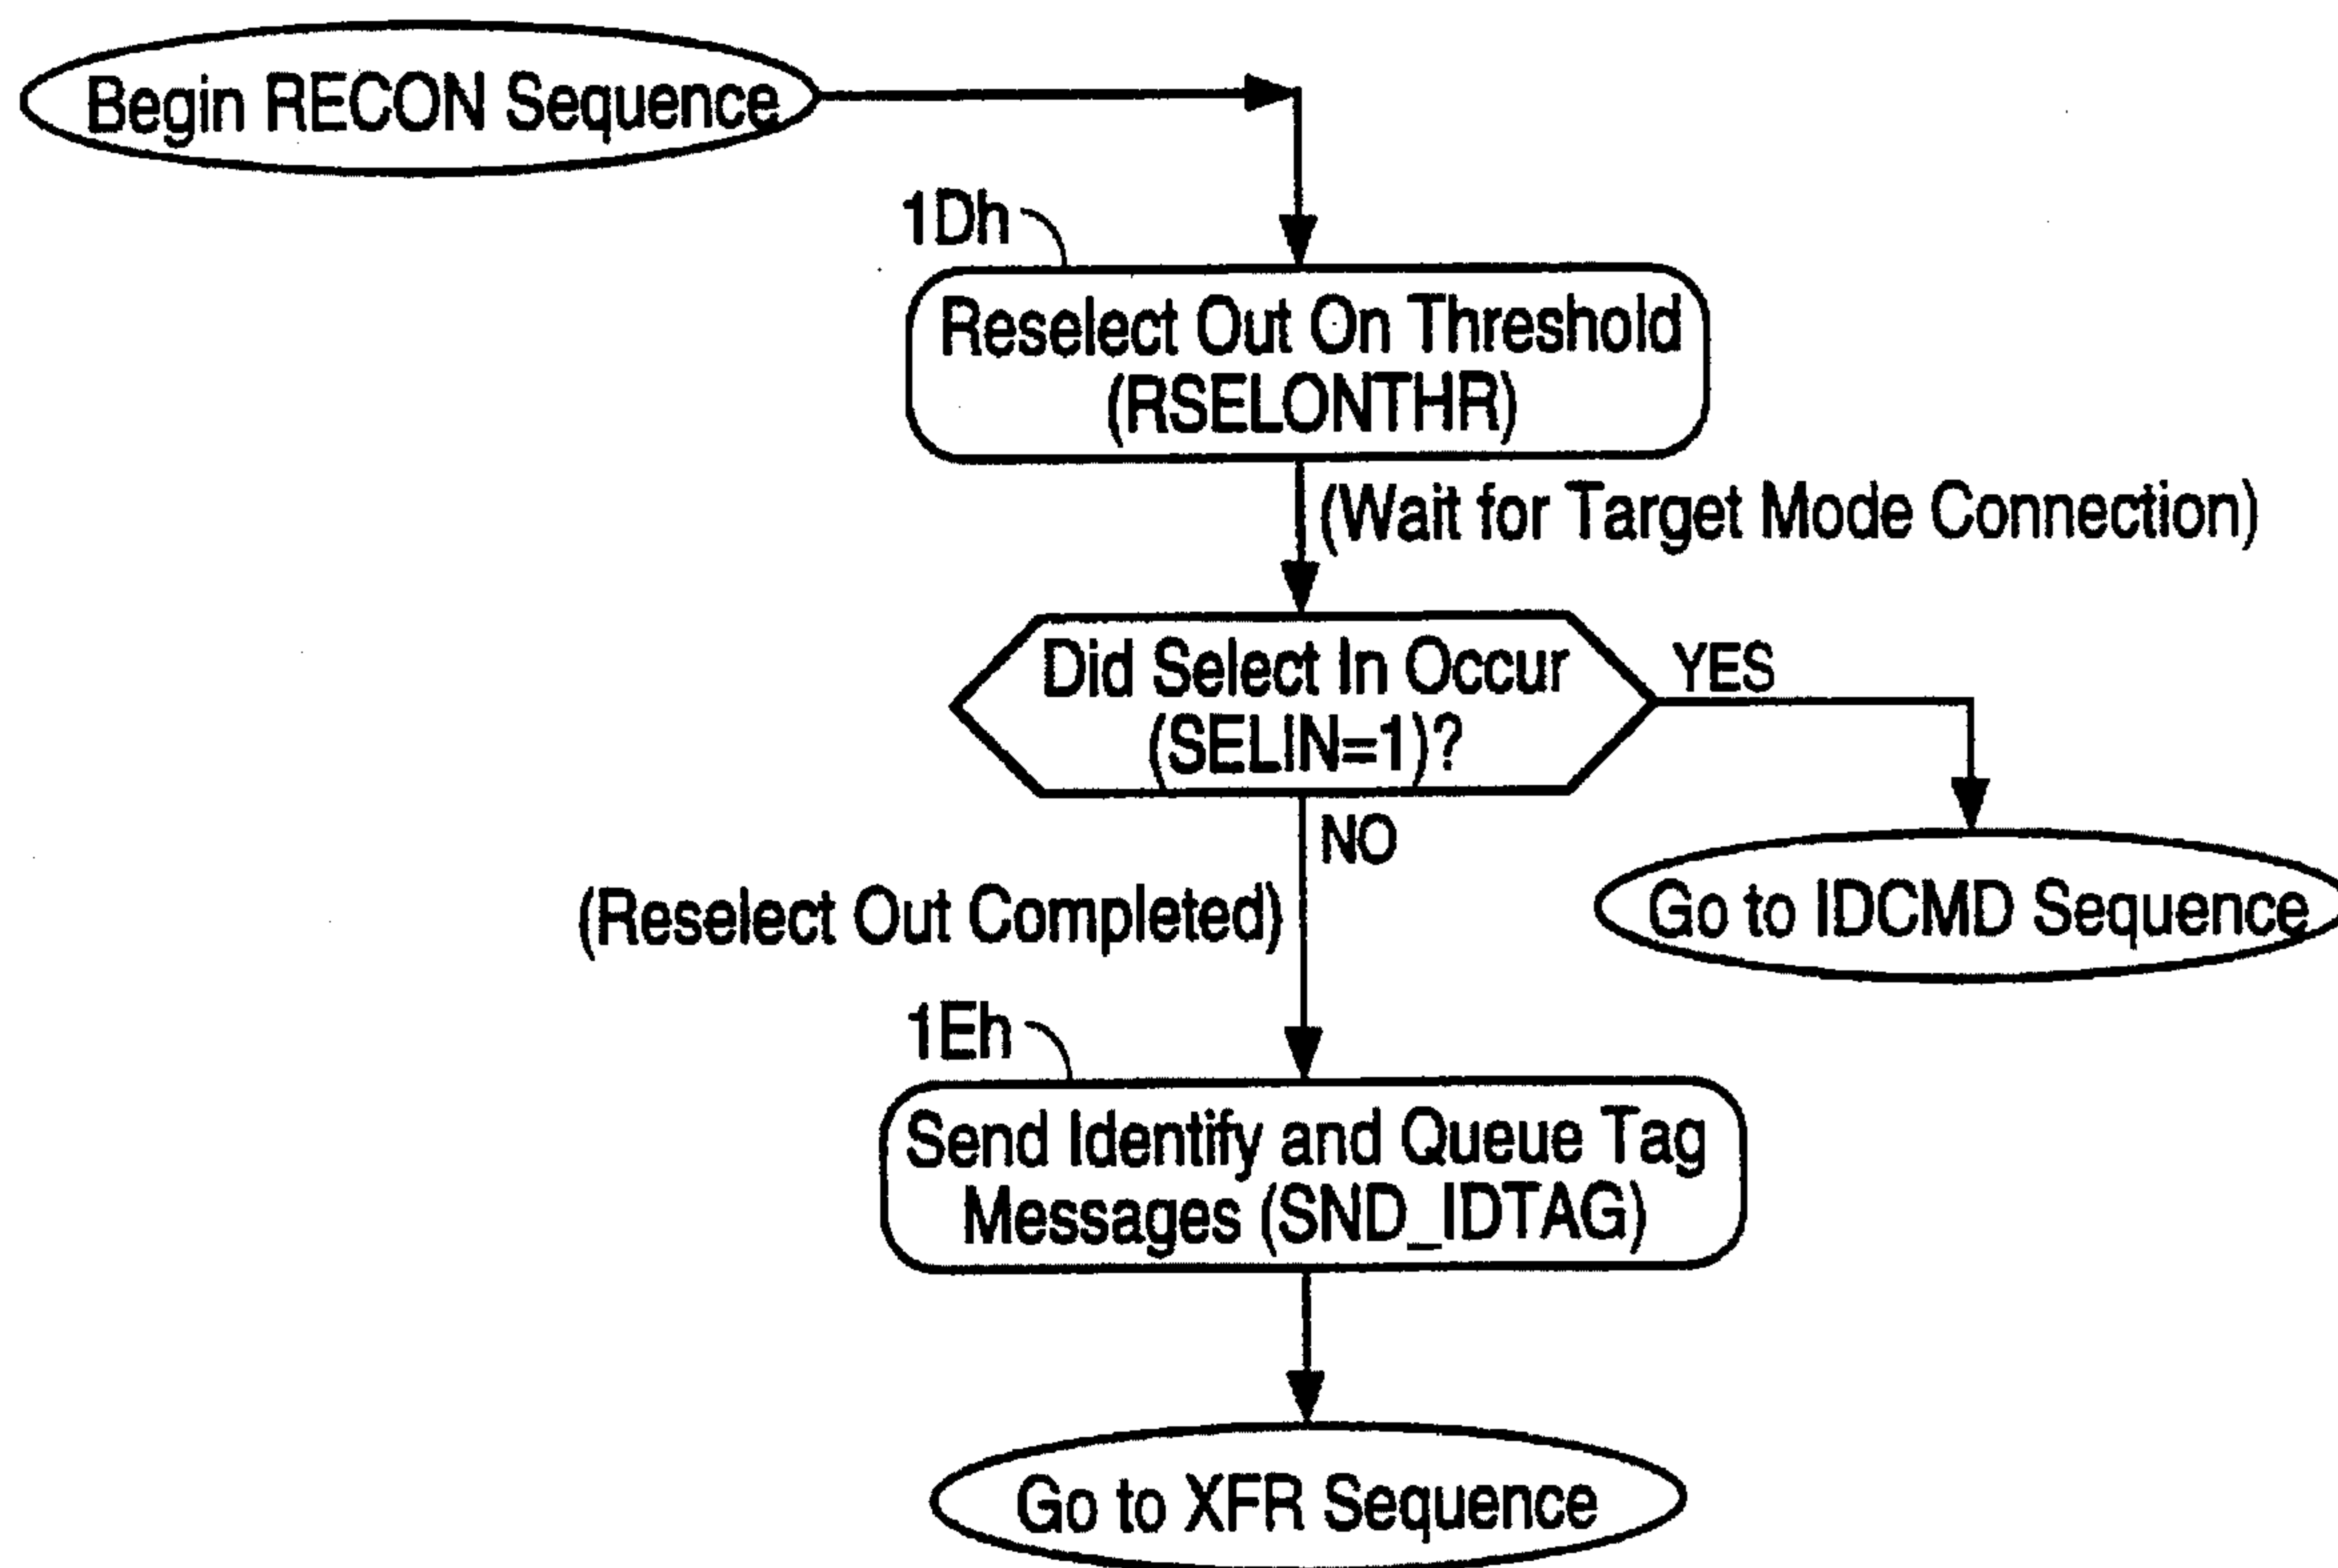 Begin RECON Sequence
1Dh
Reselect Out On Threshold
(RSELONTHR)
(Wait for Target Mode Connection)
Did Select In Occur
(SELIN=1)?
YES
NO
Go to IDCMD Sequence
(Reselect Out Completed)
1Eh
Send Identify and Queue Tag
Messages (SND_IDTAG)
Go to XFR Sequence